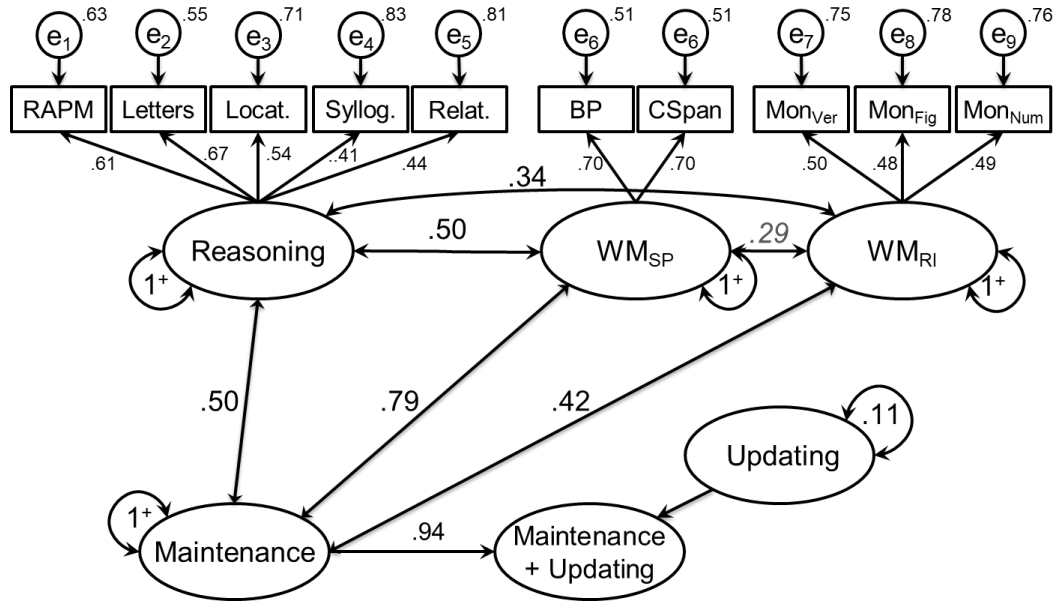 e1 .63 e2 .55 e3 .71 e4 .83 e5 .81 e6 .51 e6 .51 e7 .75 e8 .78 e9 .76
RAPM Letters Locat. Syllog. Relat. BP CSpan MonVer MonFig MonNum
.61 .67 .54 ..41 .44 .70 .70 .50 .48 .49
.34
Reasoning .50 WMSP .29 WMRI
1+ 1+ 1+
.50 .79 .42
.11
Updating
1+
Maintenance .94 Maintenance
+ Updating